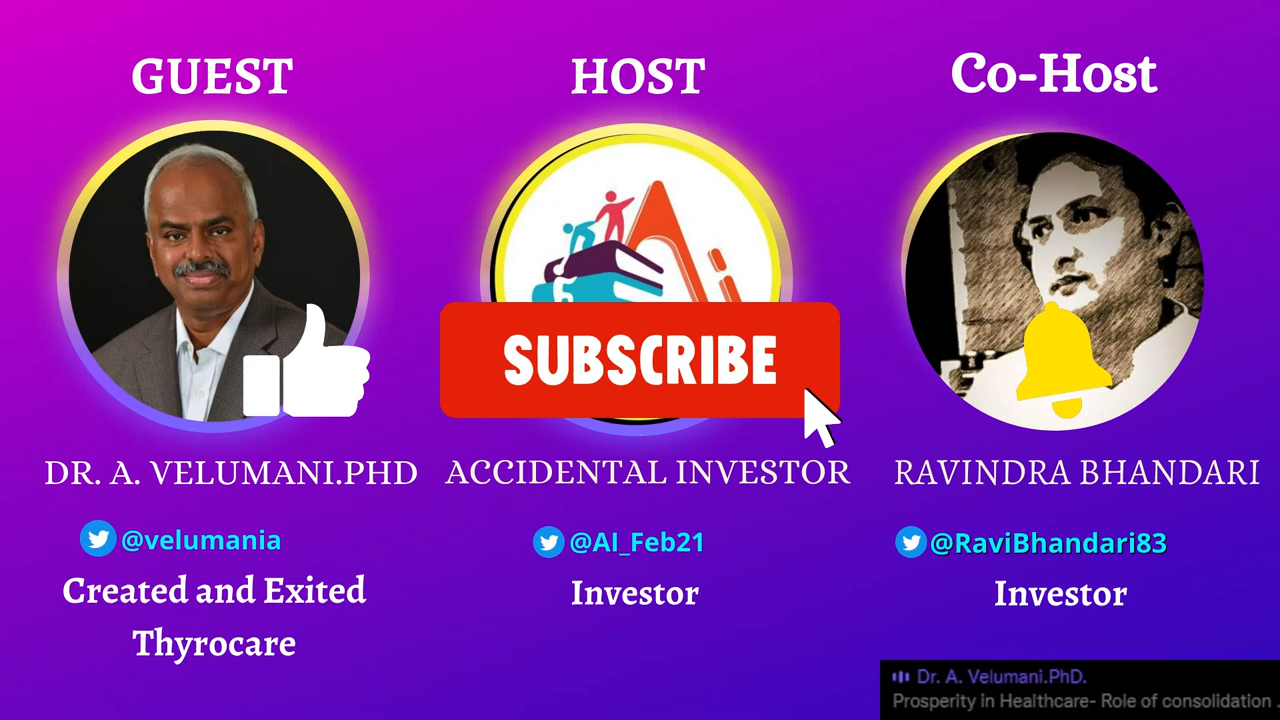 GUEST
HOST
Co-Host
Ai
SUBSCRIBE
DR. A. VELUMANI.PHD
ACCIDENTAL INVESTOR
RAVINDRA BHANDARI
@velumania
@AI_Feb21
@RaviBhandari83
Created and Exited
Thyrocare
Investor
Investor
Dr. A. Velumani.PhD.
Prosperity in Healthcare- Role of consolidation